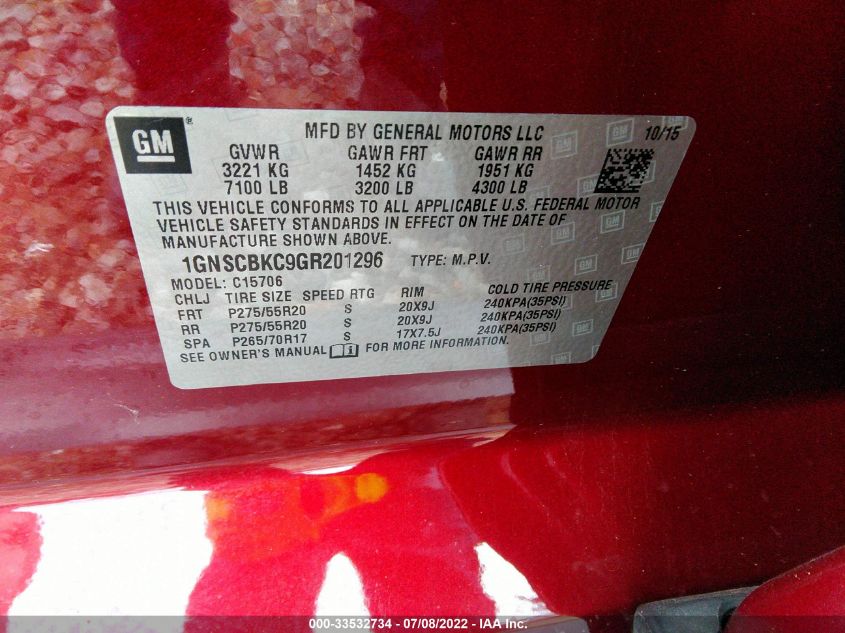 GM ®
MFD BY GENERAL MOTORS LLC 10/15
GVWR GAWR FRT GAWR RR
3221 KG 1452 KG 1951 KG
7100 LB 3200 LB 4300 LB
THIS VEHICLE CONFORMS TO ALL APPLICABLE U.S. FEDERAL MOTOR
VEHICLE SAFETY STANDARDS IN EFFECT ON THE DATE OF
MANUFACTURE SHOWN ABOVE.
1GNSCBKC9GR201296 TYPE: M.P.V.
MODEL: C15706
CHLJ TIRE SIZE SPEED RTG RIM COLD TIRE PRESSURE
FRT P275/55R20 S 20X9J 240KPA(35PSI)
RR P275/55R20 S 20X9J 240KPA(35PSI)
SPA P265/70R17 S 17X7.5J 240KPA(35PSI)
SEE OWNER'S MANUAL FOR MORE INFORMATION.
000-33532734 - 07/08/2022 - IAA Inc.